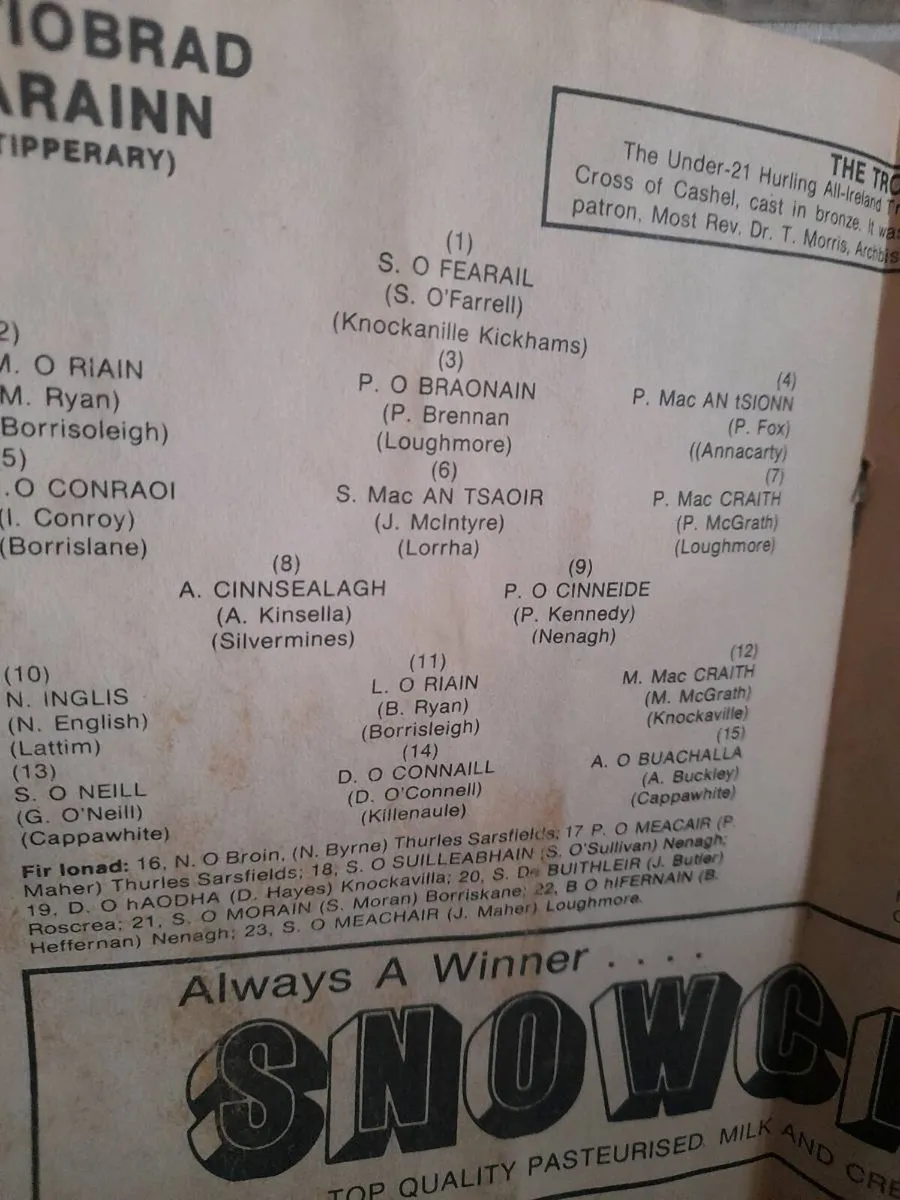 IOBRAD
ARAINN
TIPPERARY)
THE TRO
The Under-21 Hurling All-Ireland Tr
Cross of Cashel, cast in bronze. It was
patron, Most Rev. Dr. T. Morris, Archbis
(1)
S. O FEARAIL
(S. O'Farrell)
(Knockanille Kickhams)
2)
M. O RIAIN
M. Ryan)
Borrisoleigh)
(3)
P. O BRAONAIN
(P. Brennan
(Loughmore)
(4)
P. Mac AN tSIONN
(P. Fox)
((Annacarty)
5)
.O CONRAOI
(I. Conroy)
(Borrislane)
(6)
S. Mac AN TSAOIR
(J. McIntyre)
(Lorrha)
(7)
P. Mac CRAITH
(P. McGrath)
(Loughmore)
(8)
A. CINNSEALAGH
(A. Kinsella)
(Silvermines)
(9)
P. O CINNEIDE
(P. Kennedy)
(Nenagh)
(10)
N. INGLIS
(N. English)
(Lattim)
(11)
L. O RIAIN
(B. Ryan)
(Borrisleigh)
(12)
M. Mac CRAITH
(M. McGrath)
(Knockaville)
(13)
S. O NEILL
(G. O'Neill)
(Cappawhite)
(14)
D. O CONNAILL
(D. O'Connell)
(Killenaule)
(15)
A. O BUACHALLA
(A. Buckley)
(Cappawhite)
Fir Ionad: 16, N. O Broin, (N. Byrne) Thurles Sarsfields; 17 P. O MEACAIR (P.
Maher) Thurles Sarsfields; 18, S. O SUILLEABHAIN (S. O'Sullivan) Nenagh;
19, D. O hAODHA (D. Hayes) Knockavilla; 20, S. De BUITHLEIR (J. Butler)
Roscrea; 21, S. O MORAIN (S. Moran) Borriskane; 22, B O hIFERNAIN (B.
Heffernan) Nenagh; 23, S. O MEACHAIR (J. Maher) Loughmore.
Always A Winner . . . .
SNOWC
TOP QUALITY PASTEURISED MILK AND CRE